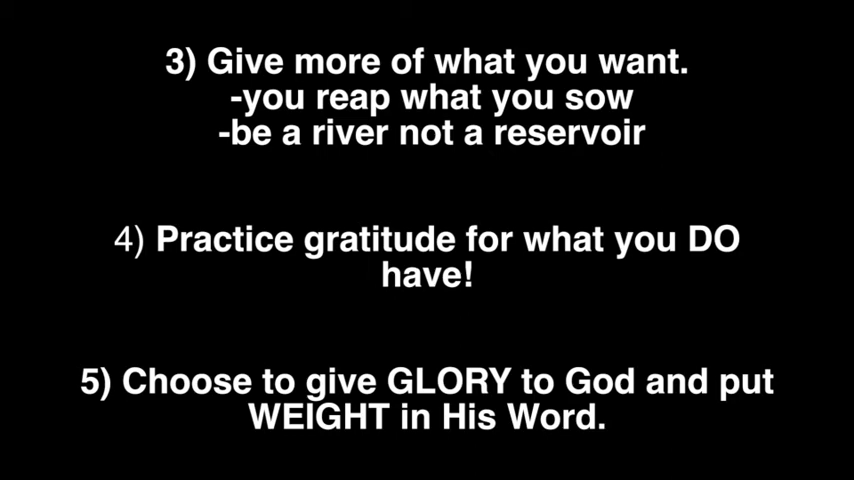 3) Give more of what you want.
-you reap what you sow
-be a river not a reservoir
4) Practice gratitude for what you DO
have!
5) Choose to give GLORY to God and put
WEIGHT in His Word.